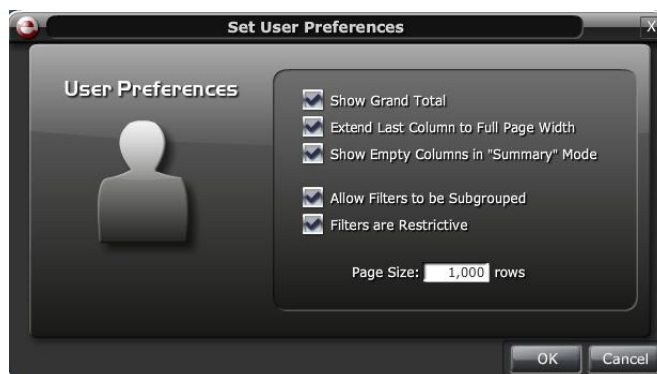 Set User Preferences
X
User Preferences
Show Grand Total
Extend Last Column to Full Page Width
Show Empty Columns in "Summary" Mode
Allow Filters to be Subgrouped
Filters are Restrictive
Page Size: 1,000 rows
OK Cancel